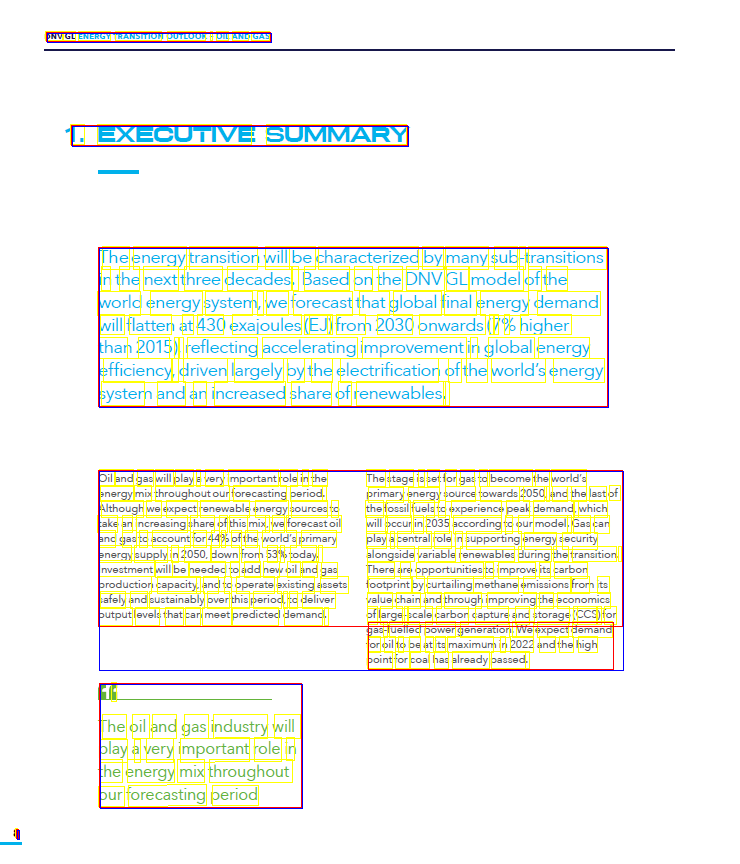 DNV GL ENERGY TRANSITION OUTLOOK – OIL AND GAS
1. EXECUTIVE SUMMARY
The energy transition will be characterized by many sub-transitions
in the next three decades. Based on the DNV GL model of the
world energy system, we forecast that global final energy demand
will flatten at 430 exajoules (EJ) from 2030 onwards (7% higher
than 2015), reflecting accelerating improvement in global energy
efficiency, driven largely by the electrification of the world’s energy
system and an increased share of renewables.
Oil and gas will play a very important role in the
energy mix throughout our forecasting period.
Although we expect renewable energy sources to
take an increasing share of this mix, we forecast oil
and gas to account for 44% of the world’s primary
energy supply in 2050, down from 53% today.
Investment will be needed to add new oil and gas
production capacity, and to operate existing assets
safely and sustainably over this period, to deliver
output levels that can meet predicted demand.
The stage is set for gas to become the world’s
primary energy source towards 2050, and the last of
the fossil fuels to experience peak demand, which
will occur in 2035 according to our model. Gas can
play a central role in supporting energy security
alongside variable renewables during the transition.
There are opportunities to improve its carbon
footprint by curtailing methane emissions from its
value chain and through improving the economics
of large-scale carbon capture and storage (CCS) for
gas-fuelled power generation. We expect demand
for oil to be at its maximum in 2022 and the high
point for coal has already passed.
The oil and gas industry will
play a very important role in
the energy mix throughout
our forecasting period